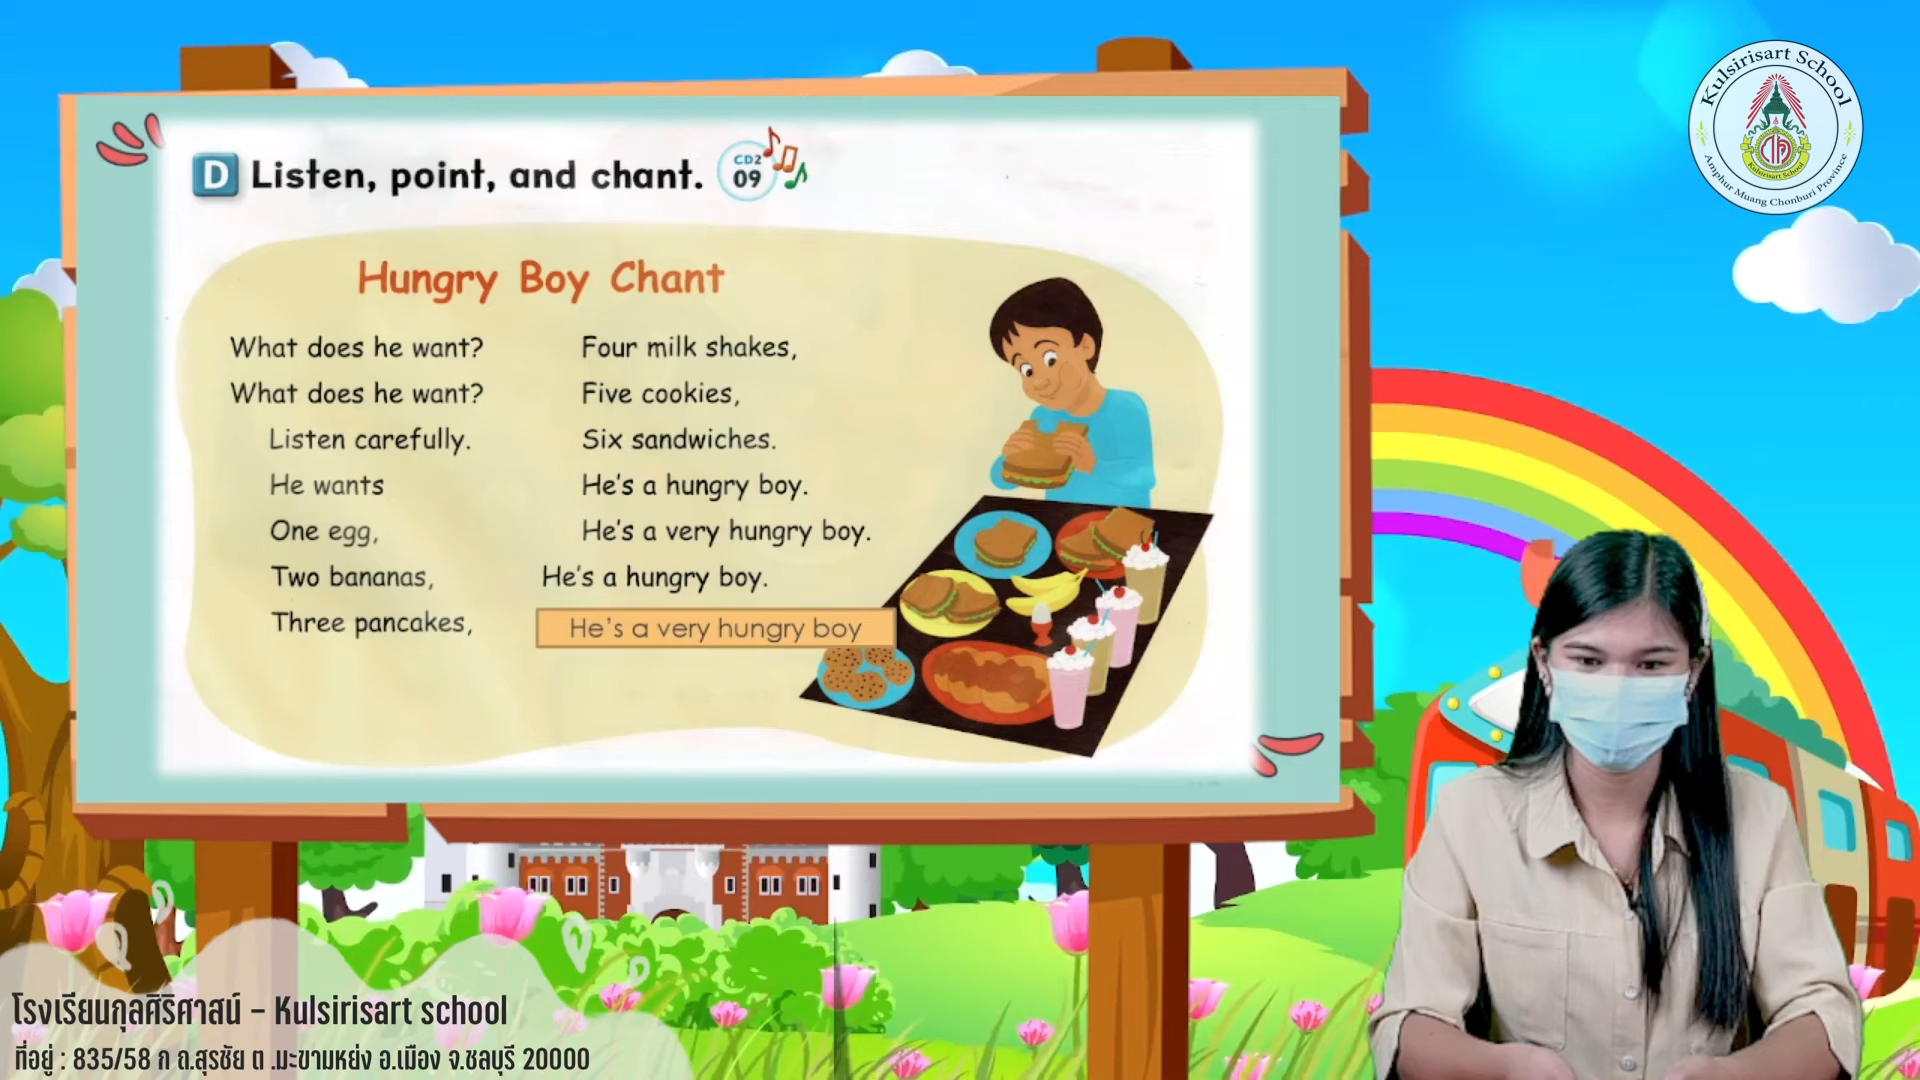 D Listen, point, and chant. CD2 09
Hungry Boy Chant
What does he want?
What does he want?
Listen carefully.
He wants
One egg,
Two bananas,
Three pancakes,
Four milk shakes,
Five cookies,
Six sandwiches.
He's a hungry boy.
He's a very hungry boy.
He's a hungry boy.
He's a very hungry boy
Kulsirisart School
Kulsirisart School
Amphur Muang Chonburi Province
โรงเรียนกุลศิริศาสน์ - Kulsirisart school
ที่อยู่ : 835/58 ก ถ.สุรชัย ต .มะขามหย่ง อ.เมือง จ.ชลบุรี 20000